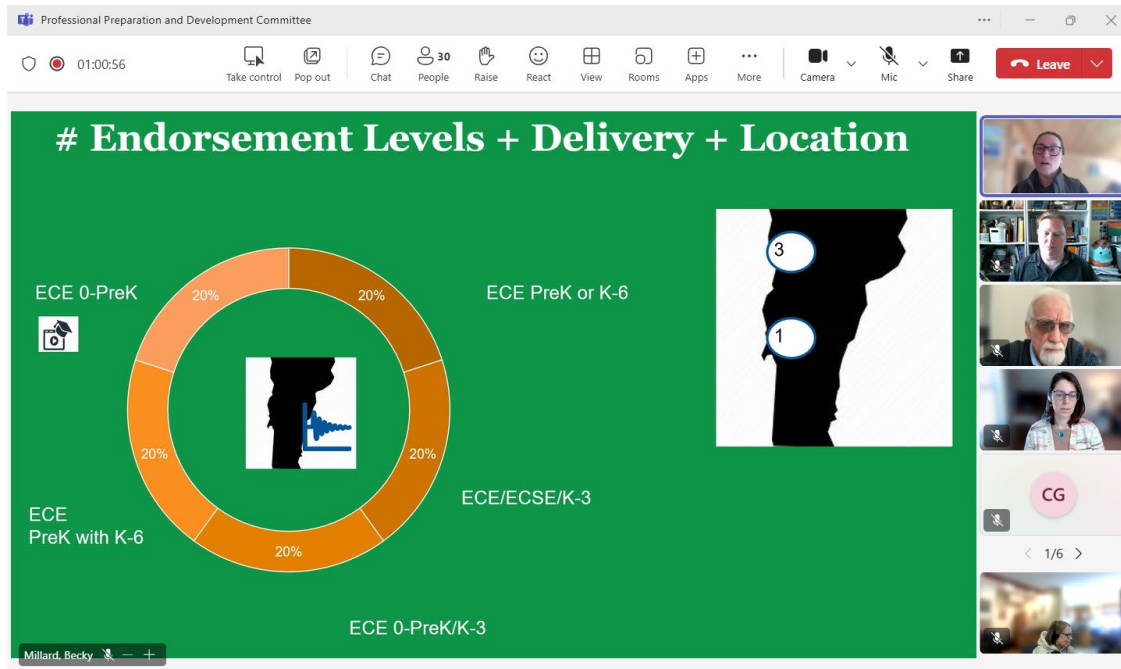 Professional Preparation and Development Committee
01:00:56
Take control
Pop out
Chat
30
People
Raise
React
View
Rooms
Apps
More
Camera
Mic
Share
Leave
# Endorsement Levels + Delivery + Location
ECE 0-PreK
20%
20%
ECE PreK or K-6
3
1
20%
20%
ECE/ECSE/K-3
ECE
PreK with K-6
20%
ECE 0-PreK/K-3
CG
1/6
Millard, Becky